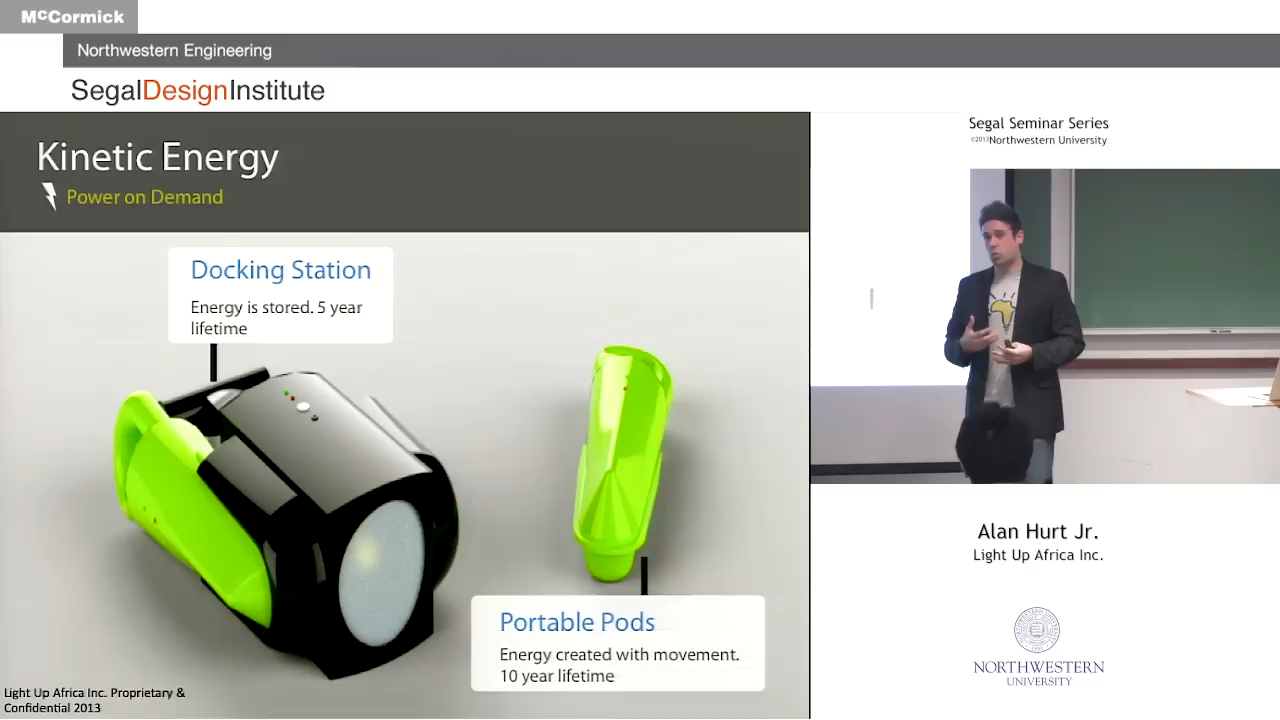 McCormick
Northwestern Engineering
SegalDesignInstitute
Kinetic Energy
Power on Demand
Docking Station
Energy is stored. 5 year
lifetime
Portable Pods
Energy created with movement.
10 year lifetime
Light Up Africa Inc. Proprietary &
Confidential 2013
Segal Seminar Series
©2013Northwestern University
Alan Hurt Jr.
Light Up Africa Inc.
NORTHWESTERN
UNIVERSITY